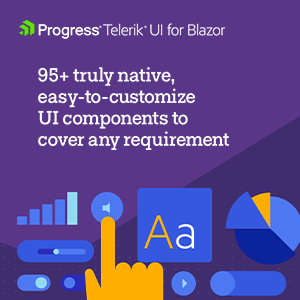 Progress® Telerik® UI for Blazor
95+ truly native,
easy-to-customize
UI components to
cover any requirement
Aa